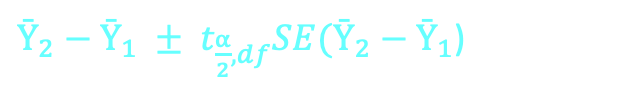 Ȳ₂ − Ȳ₁ ± t_{α/2,df} SE(Ȳ₂ − Ȳ₁)